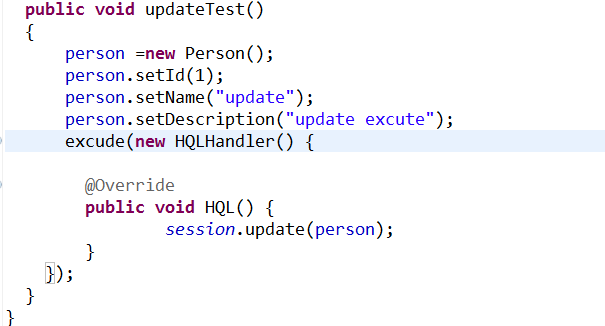 public void updateTest()
{
person =new Person();
person.setId(1);
person.setName("update");
person.setDescription("update excute");
excude(new HQLHandler() {
@Override
public void HQL() {
session.update(person);
}
});
}
}